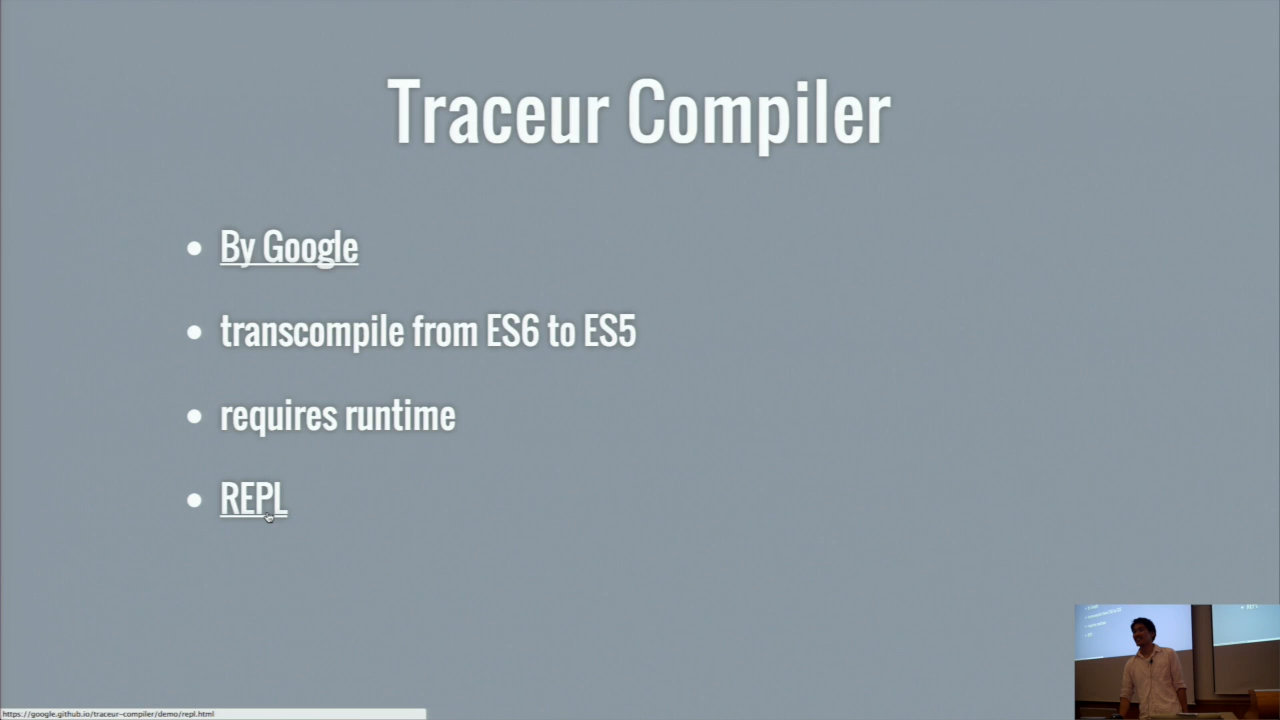 Traceur Compiler
By Google
transcompile from ES6 to ES5
requires runtime
REPL
https://google.github.io/traceur-compiler/demo/repl.html